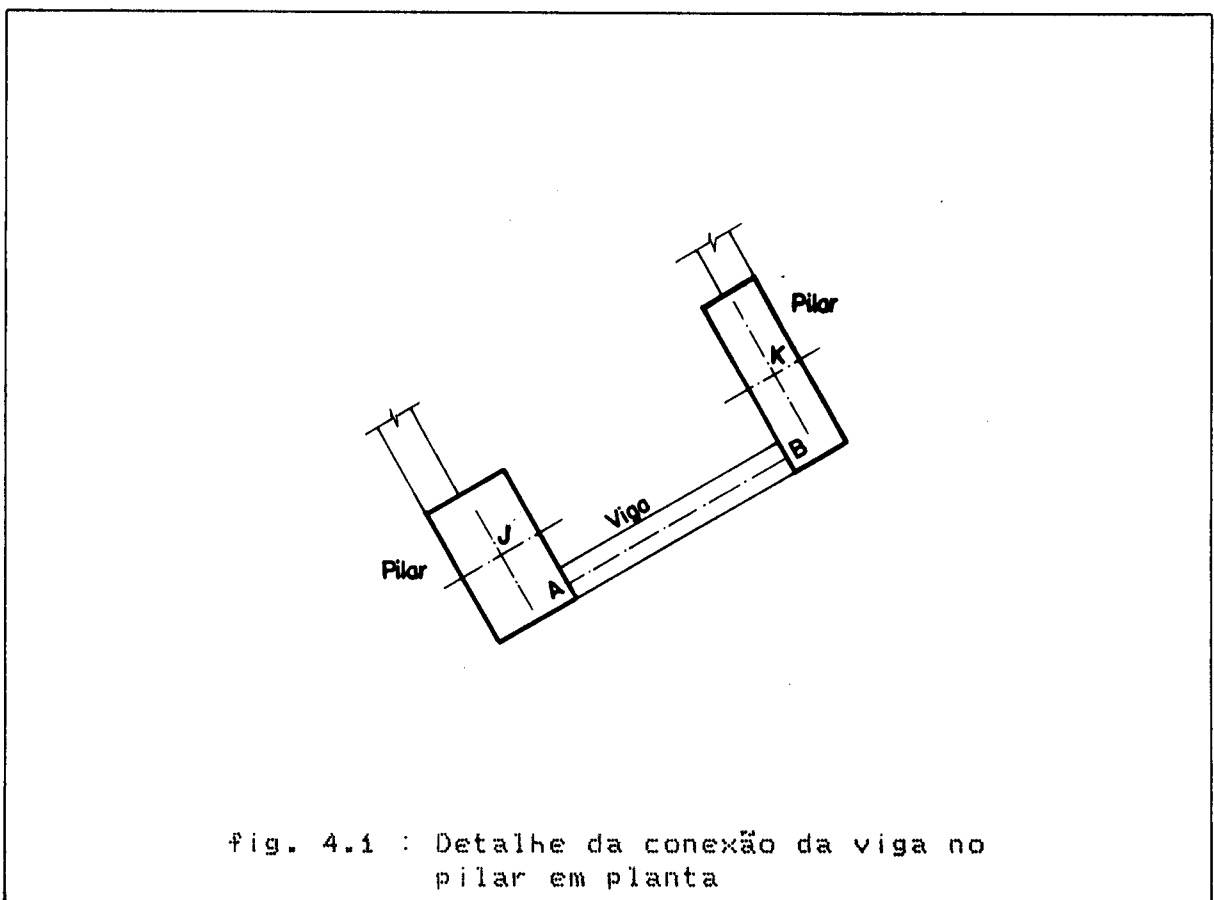 Pilar
K
B
Viga
J
Pilar
A
fig. 4.1 : Detalhe da conexão da viga no
pilar em planta